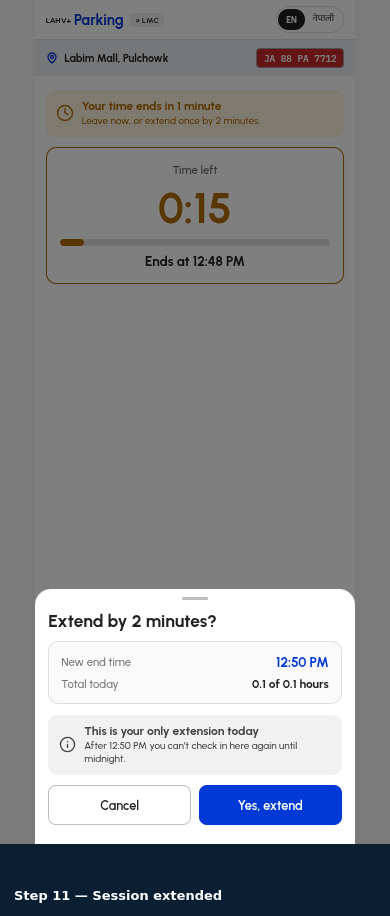 LAHV+ Parking × LMC EN नेपाली
Labim Mall, Pulchowk JA 88 PA 7712
Your time ends in 1 minute
Leave now, or extend once by 2 minutes.
Time left
0:15
Ends at 12:48 PM
Extend by 2 minutes?
New end time 12:50 PM
Total today 0.1 of 0.1 hours
This is your only extension today
After 12:50 PM you can't check in here again until
midnight.
Cancel Yes, extend
Step 11 — Session extended